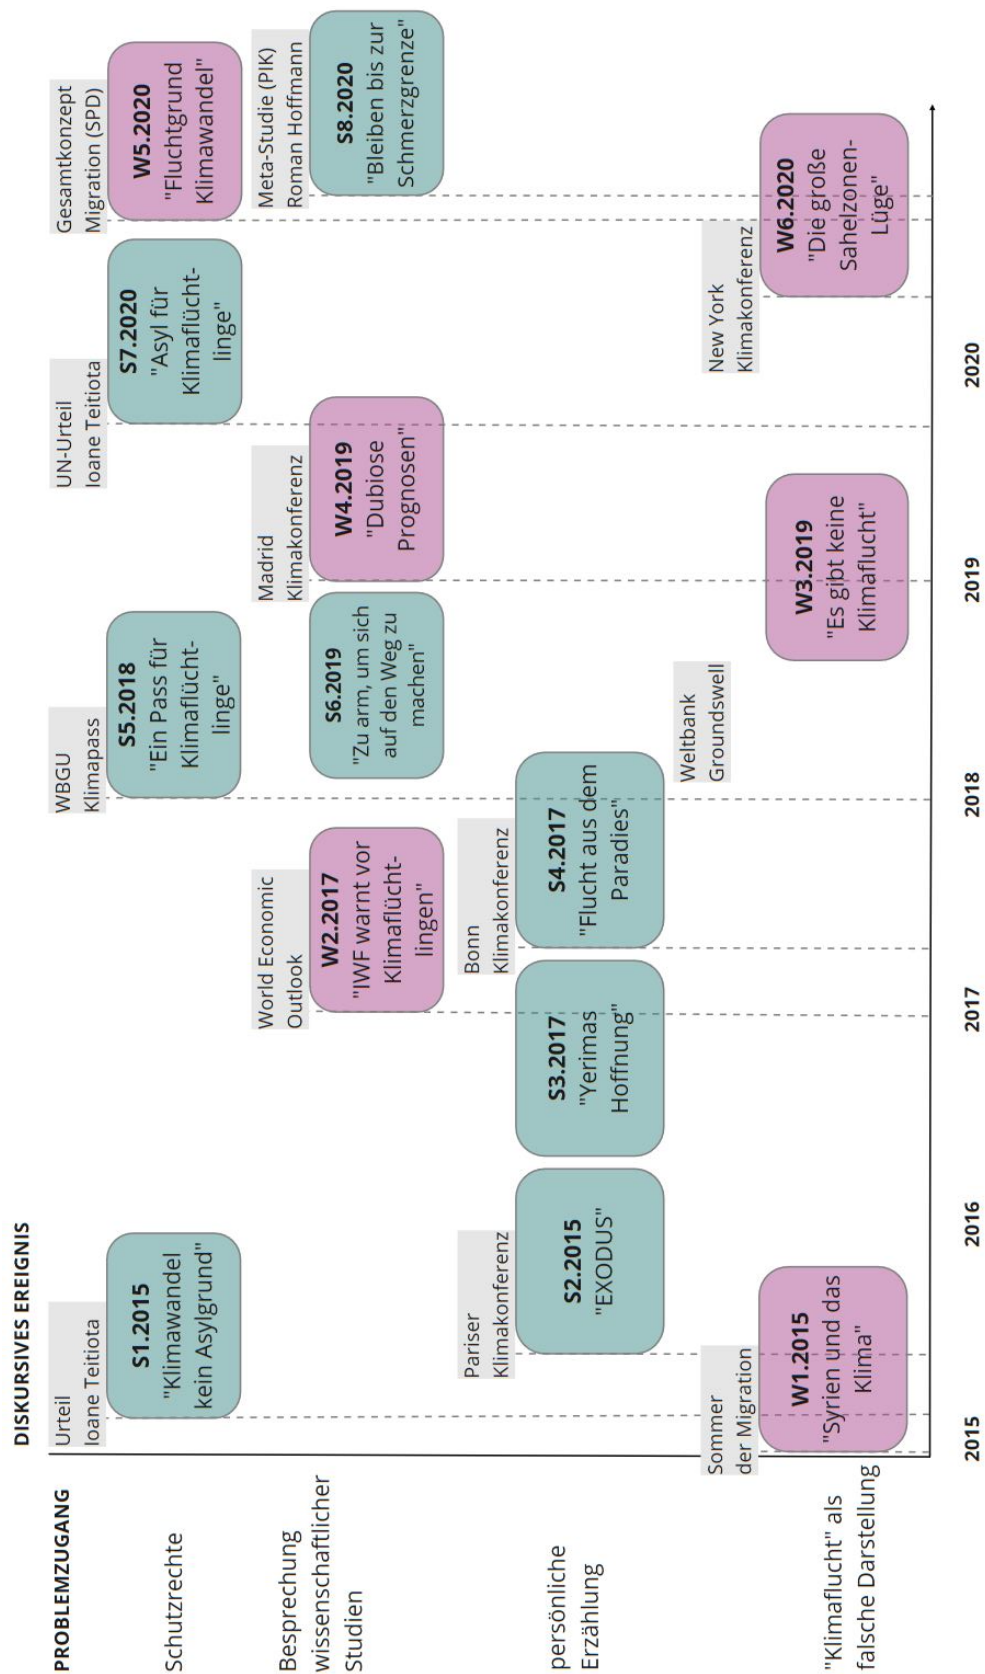 DISKURSIVES EREIGNIS
PROBLEMZUGANG
Schutzrechte
Urteil
Ioane Teitiota
S1.2015
"Klimawandel
kein Asylgrund"
WBGU
Klimapass
S5.2018
"Ein Pass für
Klimaflücht-
linge"
UN-Urteil
Ioane Teitiota
S7.2020
"Asyl für
Klimaflücht-
linge"
Gesamtkonzept
Migration (SPD)
W5.2020
"Fluchtgrund
Klimawandel"
Besprechung
wissenschaftlicher
Studien
World Economic
Outlook
W2.2017
"IWF warnt vor
Klimaflücht-
lingen"
S6.2019
"Zu arm, um sich
auf den Weg zu
machen"
Madrid
Klimakonferenz
W4.2019
"Dubiose
Prognosen"
Meta-Studie (PIK)
Roman Hoffmann
S8.2020
"Bleiben bis zur
Schmerzgrenze"
persönliche
Erzählung
Pariser
Klimakonferenz
S2.2015
"EXODUS"
S3.2017
"Yerimas
Hoffnung"
Bonn
Klimakonferenz
S4.2017
"Flucht aus dem
Paradies"
"Klimaflucht" als
falsche Darstellung
Sommer
der Migration
W1.2015
"Syrien und das
Klima"
Weltbank
Groundswell
W3.2019
"Es gibt keine
Klimaflucht"
New York
Klimakonferenz
W6.2020
"Die große
Sahelzonen-
Lüge"
2015
2016
2017
2018
2019
2020